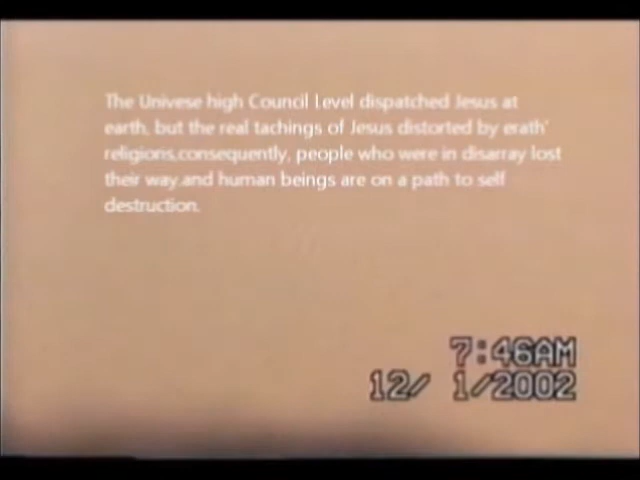 The Univese high Council Level dispatched Jesus at
earth, but the real tachings of Jesus distorted by erath'
religions,consequently, people who were in disarray lost
their way.and human beings are on a path to self
destruction.
7:46AM
12/ 1/2002